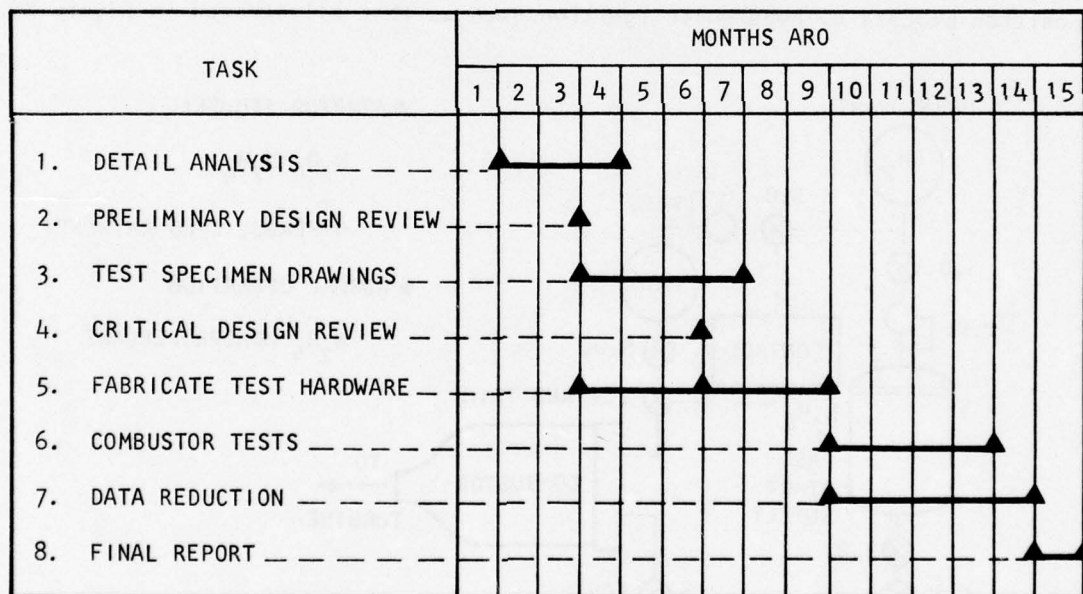 TASK
MONTHS ARO
1 2 3 4 5 6 7 8 9 10 11 12 13 14 15
1. DETAIL ANALYSIS
2. PRELIMINARY DESIGN REVIEW
3. TEST SPECIMEN DRAWINGS
4. CRITICAL DESIGN REVIEW
5. FABRICATE TEST HARDWARE
6. COMBUSTOR TESTS
7. DATA REDUCTION
8. FINAL REPORT